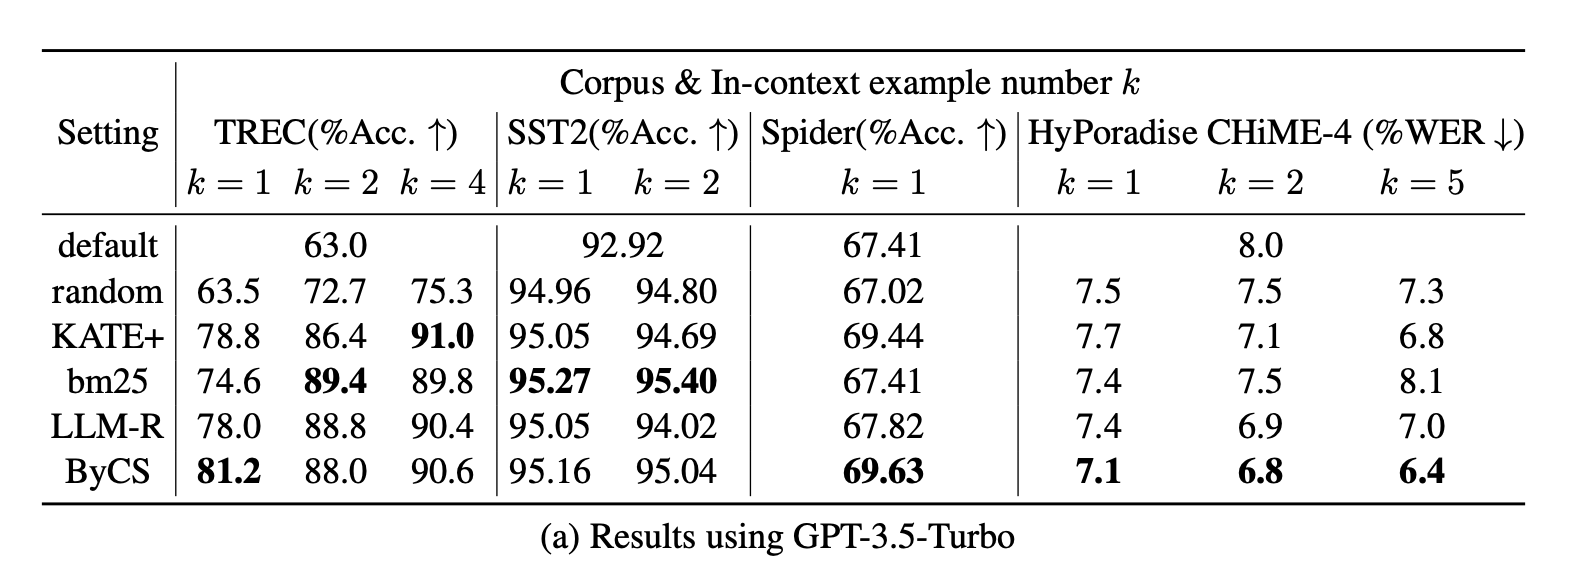 Corpus & In-context example number k
Setting TREC(%Acc. ↑) SST2(%Acc. ↑) Spider(%Acc. ↑) HyPoradise CHiME-4 (%WER ↓)
k = 1 k = 2 k = 4 k = 1 k = 2 k = 1 k = 1 k = 2 k = 5
default 63.0 92.92 67.41 8.0
random 63.5 72.7 75.3 94.96 94.80 67.02 7.5 7.5 7.3
KATE+ 78.8 86.4 91.0 95.05 94.69 69.44 7.7 7.1 6.8
bm25 74.6 89.4 89.8 95.27 95.40 67.41 7.4 7.5 8.1
LLM-R 78.0 88.8 90.4 95.05 94.02 67.82 7.4 6.9 7.0
ByCS 81.2 88.0 90.6 95.16 95.04 69.63 7.1 6.8 6.4
(a) Results using GPT-3.5-Turbo